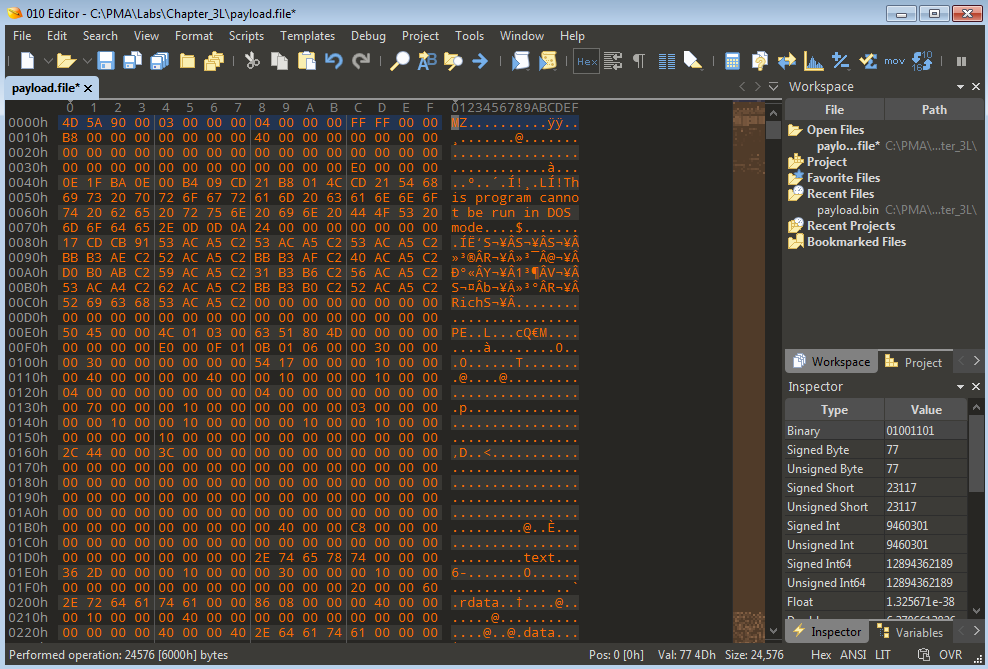 010 Editor - C:\PMA\Labs\Chapter_3L\payload.file*
File Edit Search View Format Scripts Templates Debug Project Tools Window Help
Hex
mov
payload.file*
Workspace
0 1 2 3 4 5 6 7 8 9 A B C D E F 0123456789ABCDEF
0000h 4D 5A 90 00 03 00 00 00 04 00 00 00 FF FF 00 00 MZ..........ÿÿ..
0010h B8 00 00 00 00 00 00 00 40 00 00 00 00 00 00 00 ¸.......@.......
0020h 00 00 00 00 00 00 00 00 00 00 00 00 00 00 00 00 ................
0030h 00 00 00 00 00 00 00 00 00 00 00 00 E0 00 00 00 ............à...
0040h 0E 1F BA 0E 00 B4 09 CD 21 B8 01 4C CD 21 54 68 ..º..´.Í!¸.LÍ!Th
0050h 69 73 20 70 72 6F 67 72 61 6D 20 63 61 6E 6E 6F is program canno
0060h 74 20 62 65 20 72 75 6E 20 69 6E 20 44 4F 53 20 t be run in DOS
0070h 6D 6F 64 65 2E 0D 0D 0A 24 00 00 00 00 00 00 00 mode....$.......
0080h 17 CD CB 91 53 AC A5 C2 53 AC A5 C2 53 AC A5 C2 .ÍË‘S¬¥ÂS¬¥ÂS¬¥Â
0090h BB B3 AE C2 52 AC A5 C2 BB B3 AF C2 40 AC A5 C2 »³®ÂR¬¥Â»³¯Â@¬¥Â
00A0h D0 B0 AB C2 59 AC A5 C2 31 B3 B6 C2 56 AC A5 C2 Ð°«ÂY¬¥Â1³¶ÂV¬¥Â
00B0h 53 AC A4 C2 62 AC A5 C2 BB B3 B0 C2 52 AC A5 C2 S¬¤Âb¬¥Â»³°ÂR¬¥Â
00C0h 52 69 63 68 53 AC A5 C2 00 00 00 00 00 00 00 00 RichS¬¥Â........
00D0h 00 00 00 00 00 00 00 00 00 00 00 00 00 00 00 00 ................
00E0h 50 45 00 00 4C 01 03 00 63 51 80 4D 00 00 00 00 PE..L...cQ€M....
00F0h 00 00 00 00 E0 00 0F 01 0B 01 06 00 00 30 00 00 ....à........0..
0100h 00 30 00 00 00 00 00 00 54 17 00 00 00 10 00 00 .0......T.......
0110h 00 40 00 00 00 00 40 00 00 10 00 00 00 10 00 00 .@....@.........
0120h 04 00 00 00 00 00 00 00 04 00 00 00 00 00 00 00 ................
0130h 00 70 00 00 00 10 00 00 00 00 00 00 03 00 00 00 .p..............
0140h 00 00 10 00 00 10 00 00 00 00 10 00 00 10 00 00 ................
0150h 00 00 00 00 10 00 00 00 00 00 00 00 00 00 00 00 ................
0160h 2C 44 00 00 3C 00 00 00 00 00 00 00 00 00 00 00 ,D..<...........
0170h 00 00 00 00 00 00 00 00 00 00 00 00 00 00 00 00 ................
0180h 00 00 00 00 00 00 00 00 00 00 00 00 00 00 00 00 ................
0190h 00 00 00 00 00 00 00 00 00 00 00 00 00 00 00 00 ................
01A0h 00 00 00 00 00 00 00 00 00 00 00 00 00 00 00 00 ................
01B0h 00 00 00 00 00 00 00 00 00 40 00 00 C8 00 00 00 .........@..È...
01C0h 00 00 00 00 00 00 00 00 00 00 00 00 00 00 00 00 ................
01D0h 00 00 00 00 00 00 00 00 2E 74 65 78 74 00 00 00 .........text...
01E0h 36 2D 00 00 00 10 00 00 00 30 00 00 00 10 00 00 6-.......0......
01F0h 00 00 00 00 00 00 00 00 00 00 00 00 20 00 00 60 ............ ..`
0200h 2E 72 64 61 74 61 00 00 86 08 00 00 00 40 00 00 .rdata..†....@..
0210h 00 10 00 00 00 40 00 00 00 00 00 00 00 00 00 00 .....@..........
0220h 00 00 00 00 40 00 00 40 2E 64 61 74 61 00 00 00 ....@..@.data...
File Path
Open Files
paylo...file* C:\PMA\...ter_3L\
Project
Favorite Files
Recent Files
payload.bin C:\PMA\...ter_3L\
Recent Projects
Bookmarked Files
Workspace Project
Inspector
Type Value
Binary 01001101
Signed Byte 77
Unsigned Byte 77
Signed Short 23117
Unsigned Short 23117
Signed Int 9460301
Unsigned Int 9460301
Signed Int64 12894362189
Unsigned Int64 12894362189
Float 1.325671e-38
Inspector Variables
Performed operation: 24576 [6000h] bytes Pos: 0 [0h] Val: 77 4Dh Size: 24,576 Hex ANSI LIT OVR